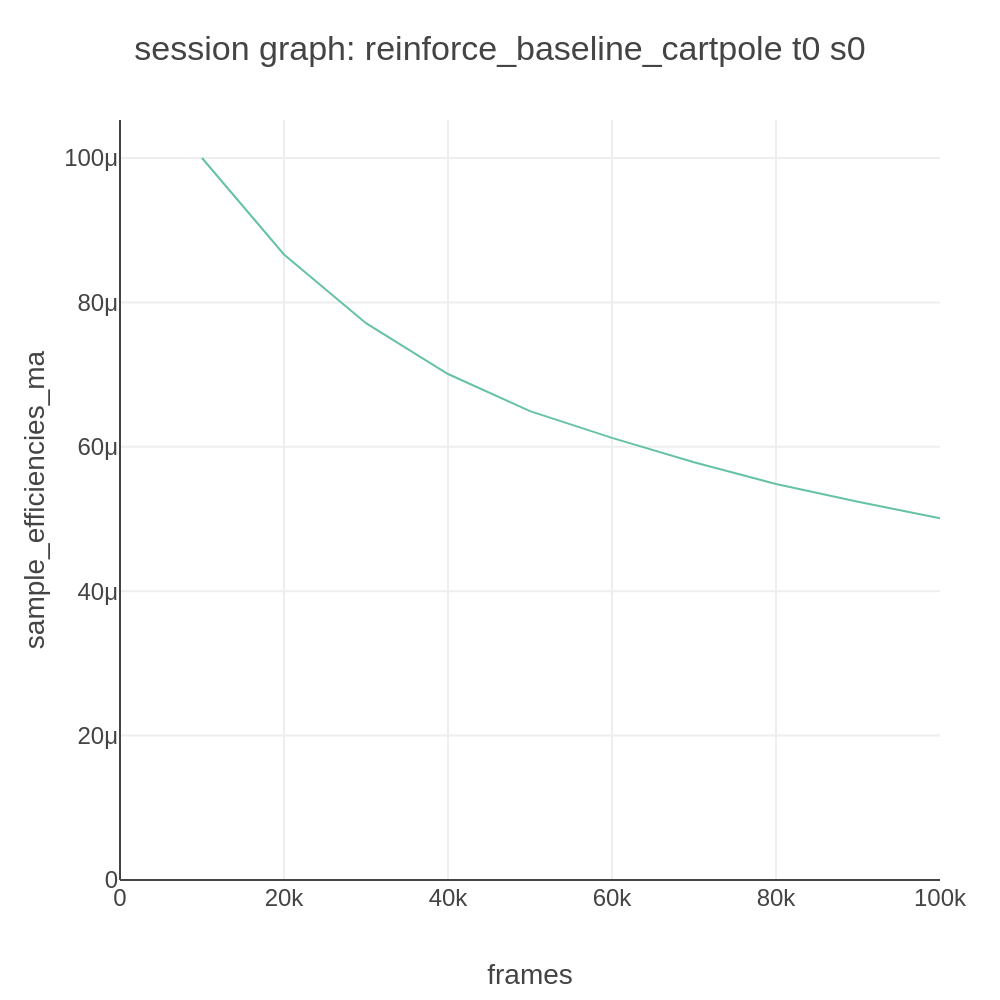 session graph: reinforce_baseline_cartpole t0 s0
100μ
80μ
60μ
40μ
20μ
0
sample_efficiencies_ma
0 20k 40k 60k 80k 100k
frames